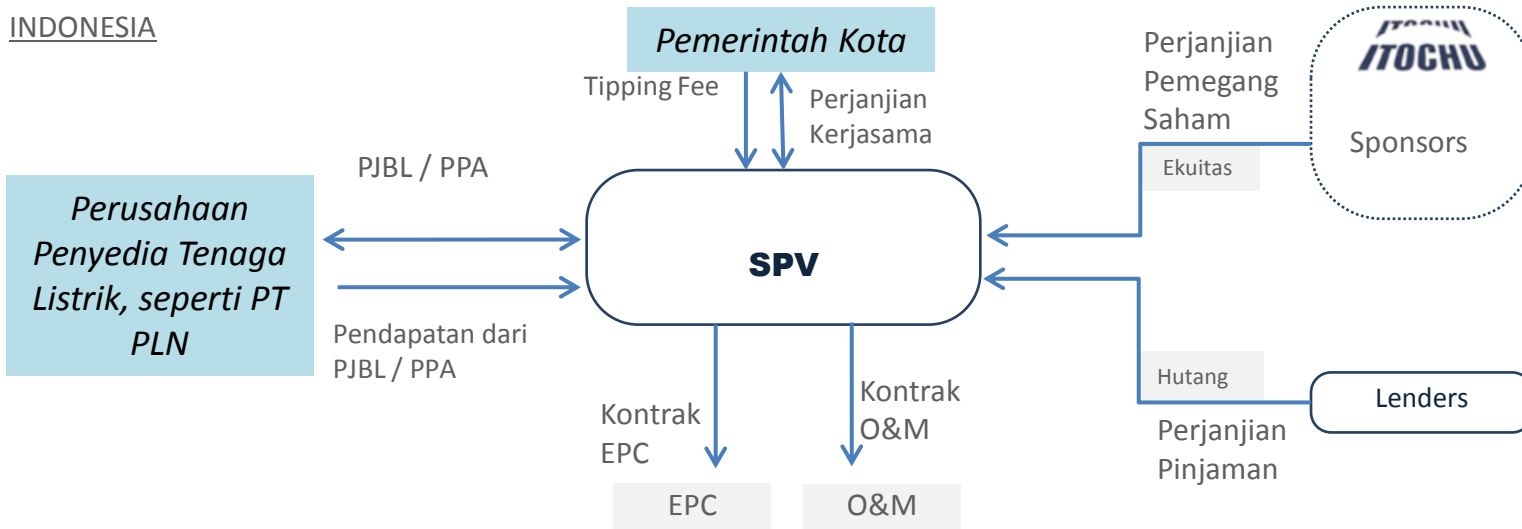 INDONESIA
Pemerintah Kota
Tipping Fee
Perjanjian
Kerjasama
Perjanjian
Pemegang
Saham
ITOCHU
ITOCHU
Sponsors
Ekuitas
PJBL / PPA
Perusahaan
Penyedia Tenaga
Listrik, seperti PT
PLN
SPV
Pendapatan dari
PJBL / PPA
Kontrak
EPC
Kontrak
O&M
Hutang
Lenders
Perjanjian
Pinjaman
EPC
O&M